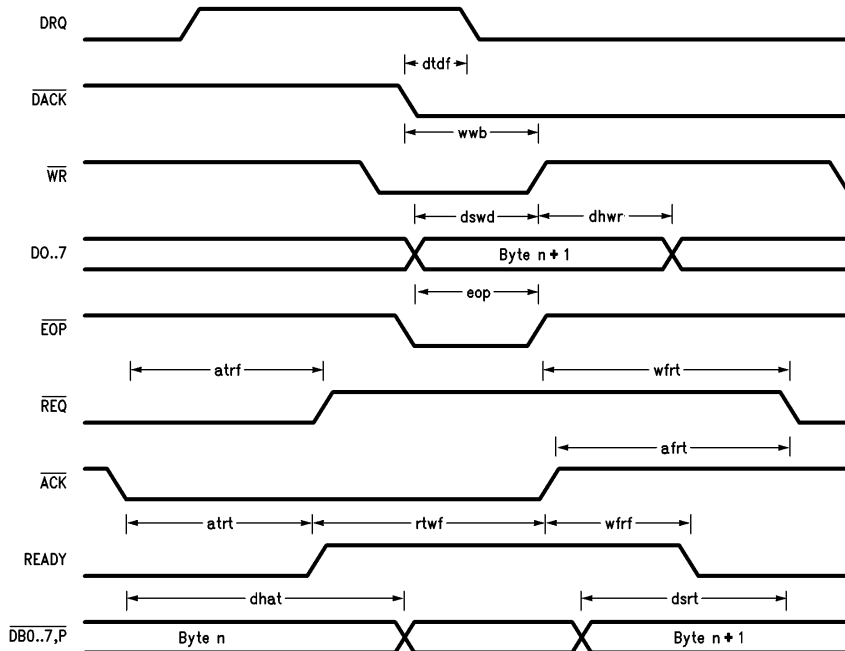 DRQ
dtdf
DACK
wwb
WR
dswd dhwr
D0..7 Byte n + 1
eop
EOP
atrf wfrt
REQ
afrt
ACK
atrt rtwf wfrf
READY
dhat dsrt
DB0..7,P Byte n Byte n + 1